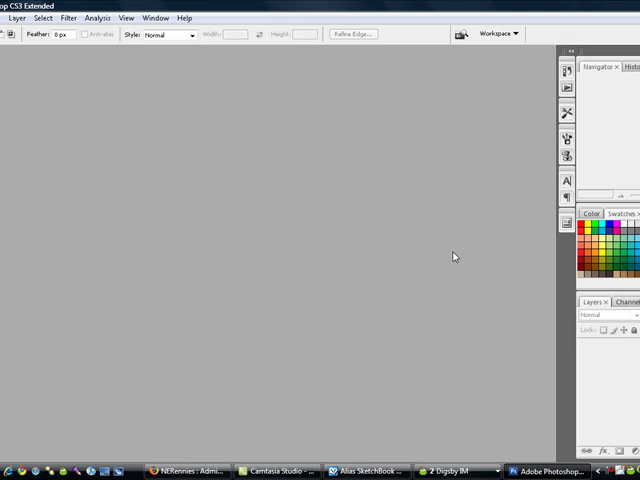 op CS3 Extended
Layer Select Filter Analysis View Window Help
Feather: 0 px Anti-alias Style: Normal Width: Height: Refine Edge... Workspace
Navigator × Histo
Color Swatches ×
Layers × Channe
Normal
Lock:
NERennies : Admi... Camtasia Studio - ... Alias SketchBook ... 2 Digsby IM Adobe Photoshop...